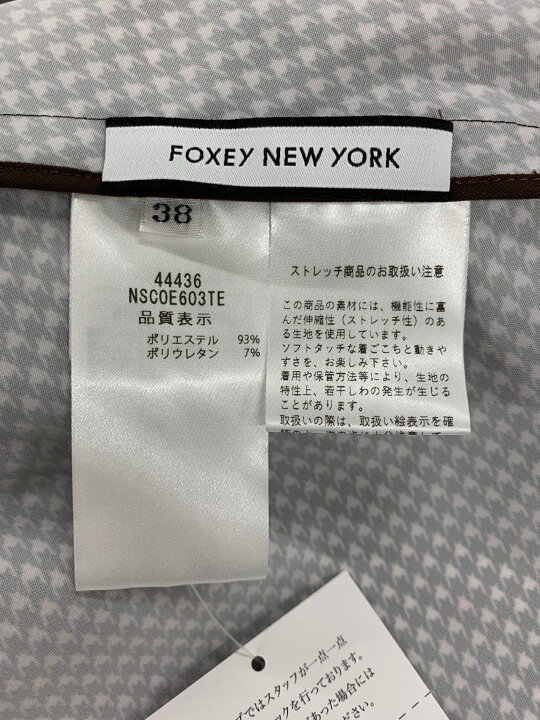 FOXEY NEW YORK
38
44436
NSCOE603TE
品質表示
ポリエステル 93%
ポリウレタン 7%
ストレッチ商品のお取扱い注意
この商品の素材には、機能性に富
んだ伸縮性（ストレッチ性）のあ
る生地を使用しています。
ソフトタッチな着ごこちと動きや
すさを、お楽しみ下さい。
着用や保管方法等により、生地の
特性上、若干しわの発生が生じる
ことがあります。
取扱いの際は、取扱い絵表示を確
ではスタッフが一点一点
ックを行っております。
があった場合には
ださい。